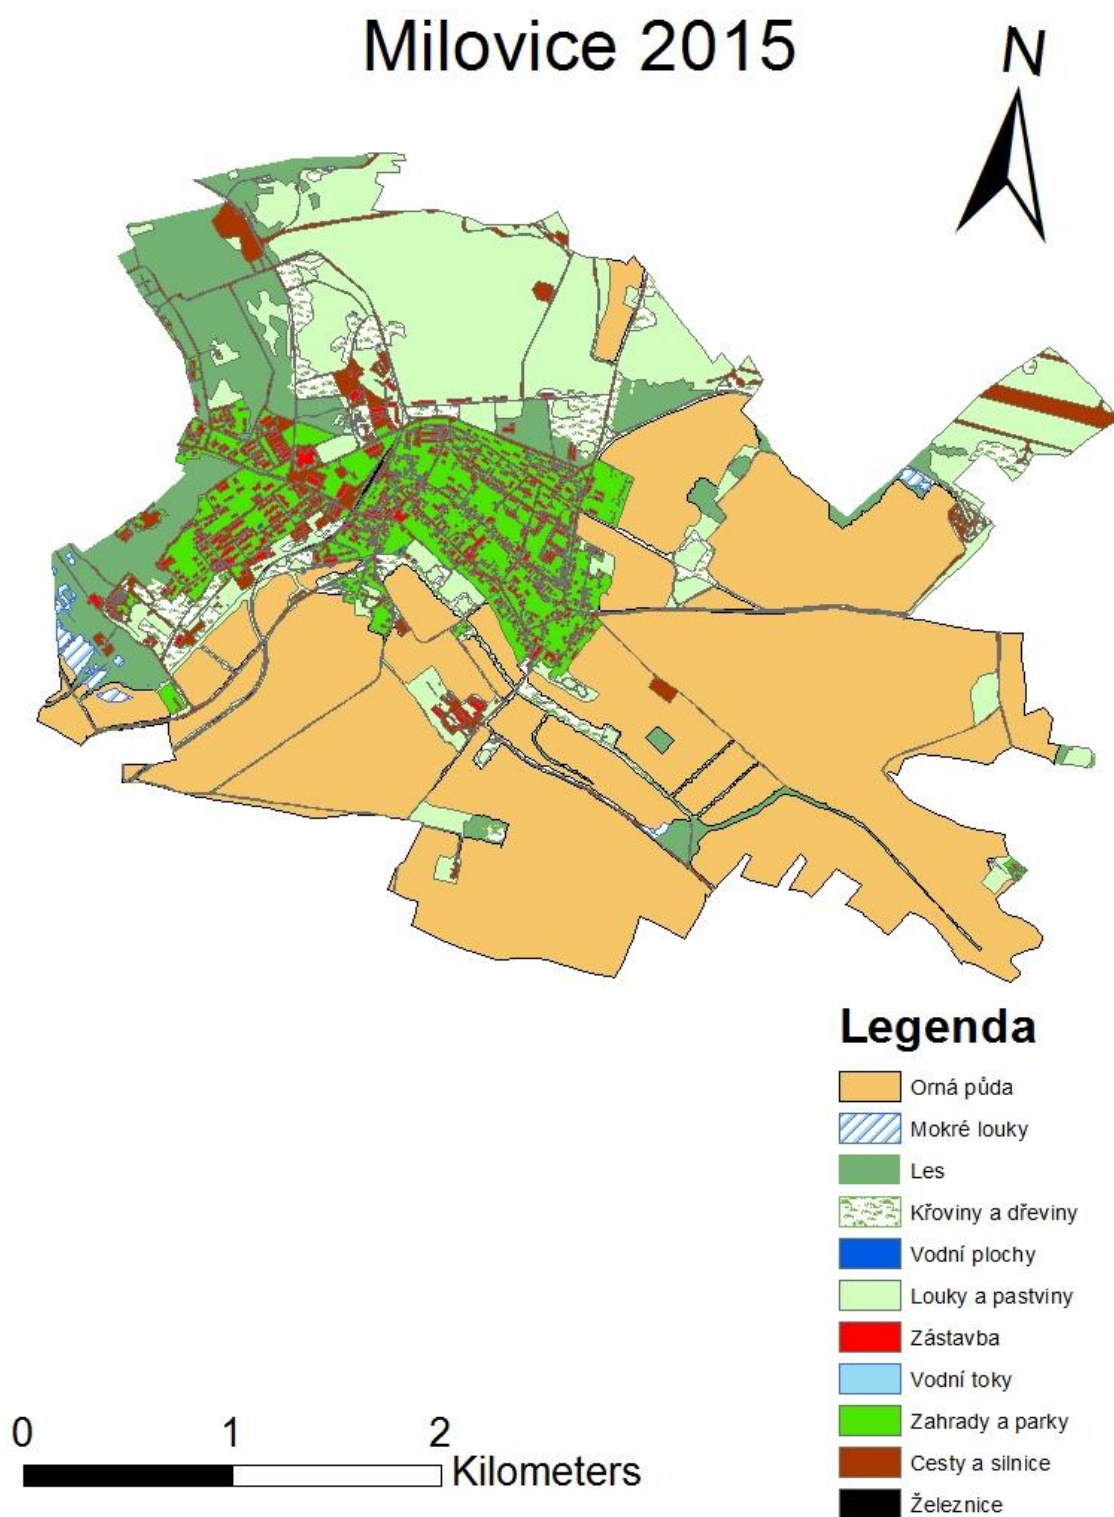 Milovice 2015
N
Legenda
Orná půda
Mokré louky
Les
Křoviny a dřeviny
Vodní plochy
Louky a pastviny
Zástavba
Vodní toky
Zahrady a parky
Cesty a silnice
Železnice
0 1 2
Kilometers